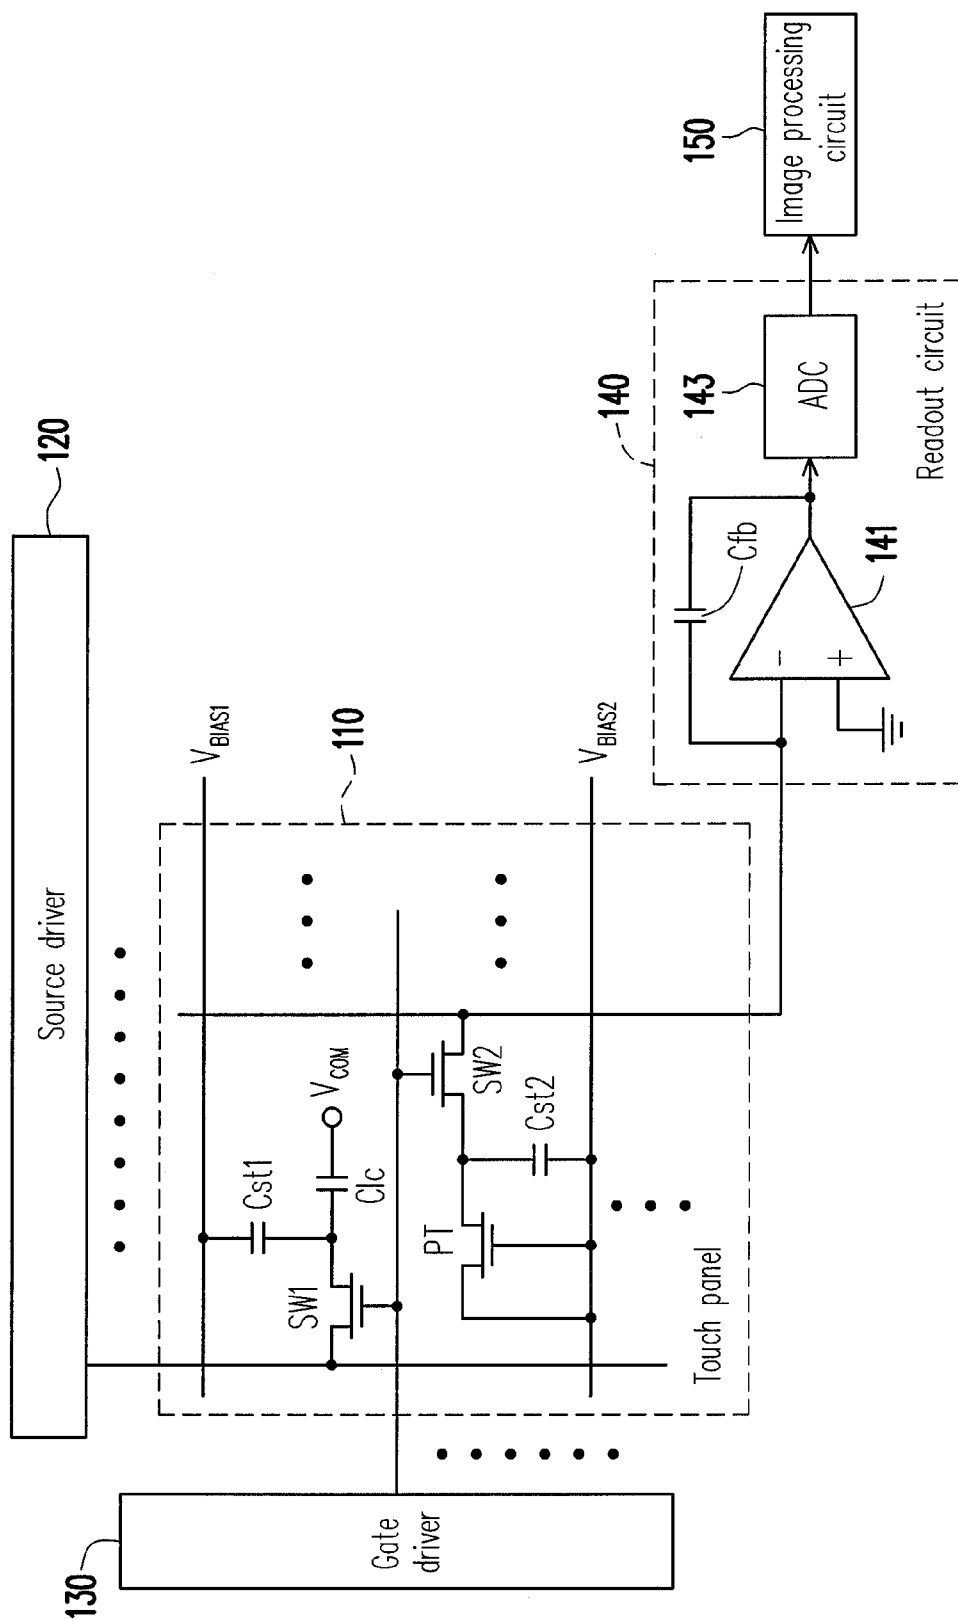 120
Source driver
130
Gate
driver
110
V_BIAS1
Cst1
Clc
V_COM
SW1
SW2
PT
Cst2
V_BIAS2
Touch panel
140
Cfb
-
+
141
143
ADC
Readout circuit
150
Image processing
circuit